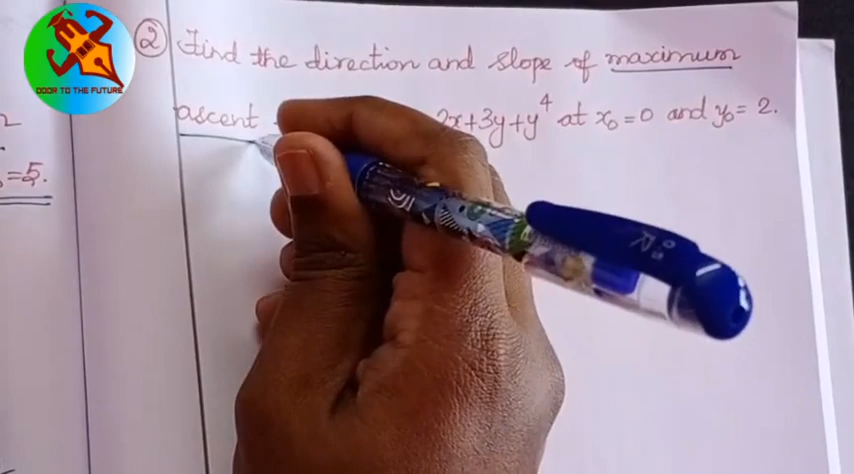 DOOR TO THE FUTURE
② Find the direction and slope of maximum
ascent 2x+3y+y⁴ at x₀=0 and y₀=2.
=5.